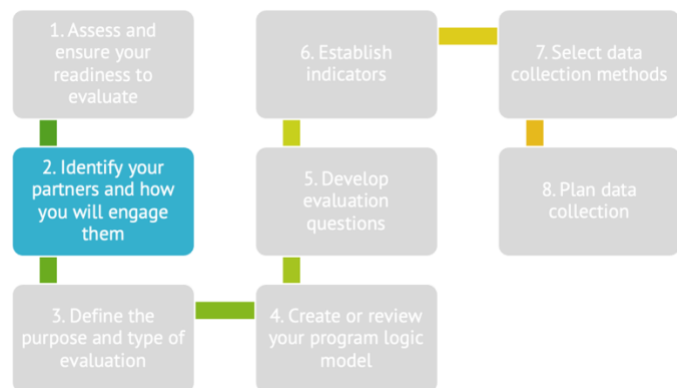 1. Assess and
ensure your
readiness to
evaluate
2. Identify your
partners and how
you will engage
them
3. Define the
purpose and type of
evaluation
4. Create or review
your program logic
model
5. Develop
evaluation
questions
6. Establish
indicators
7. Select data
collection methods
8. Plan data
collection